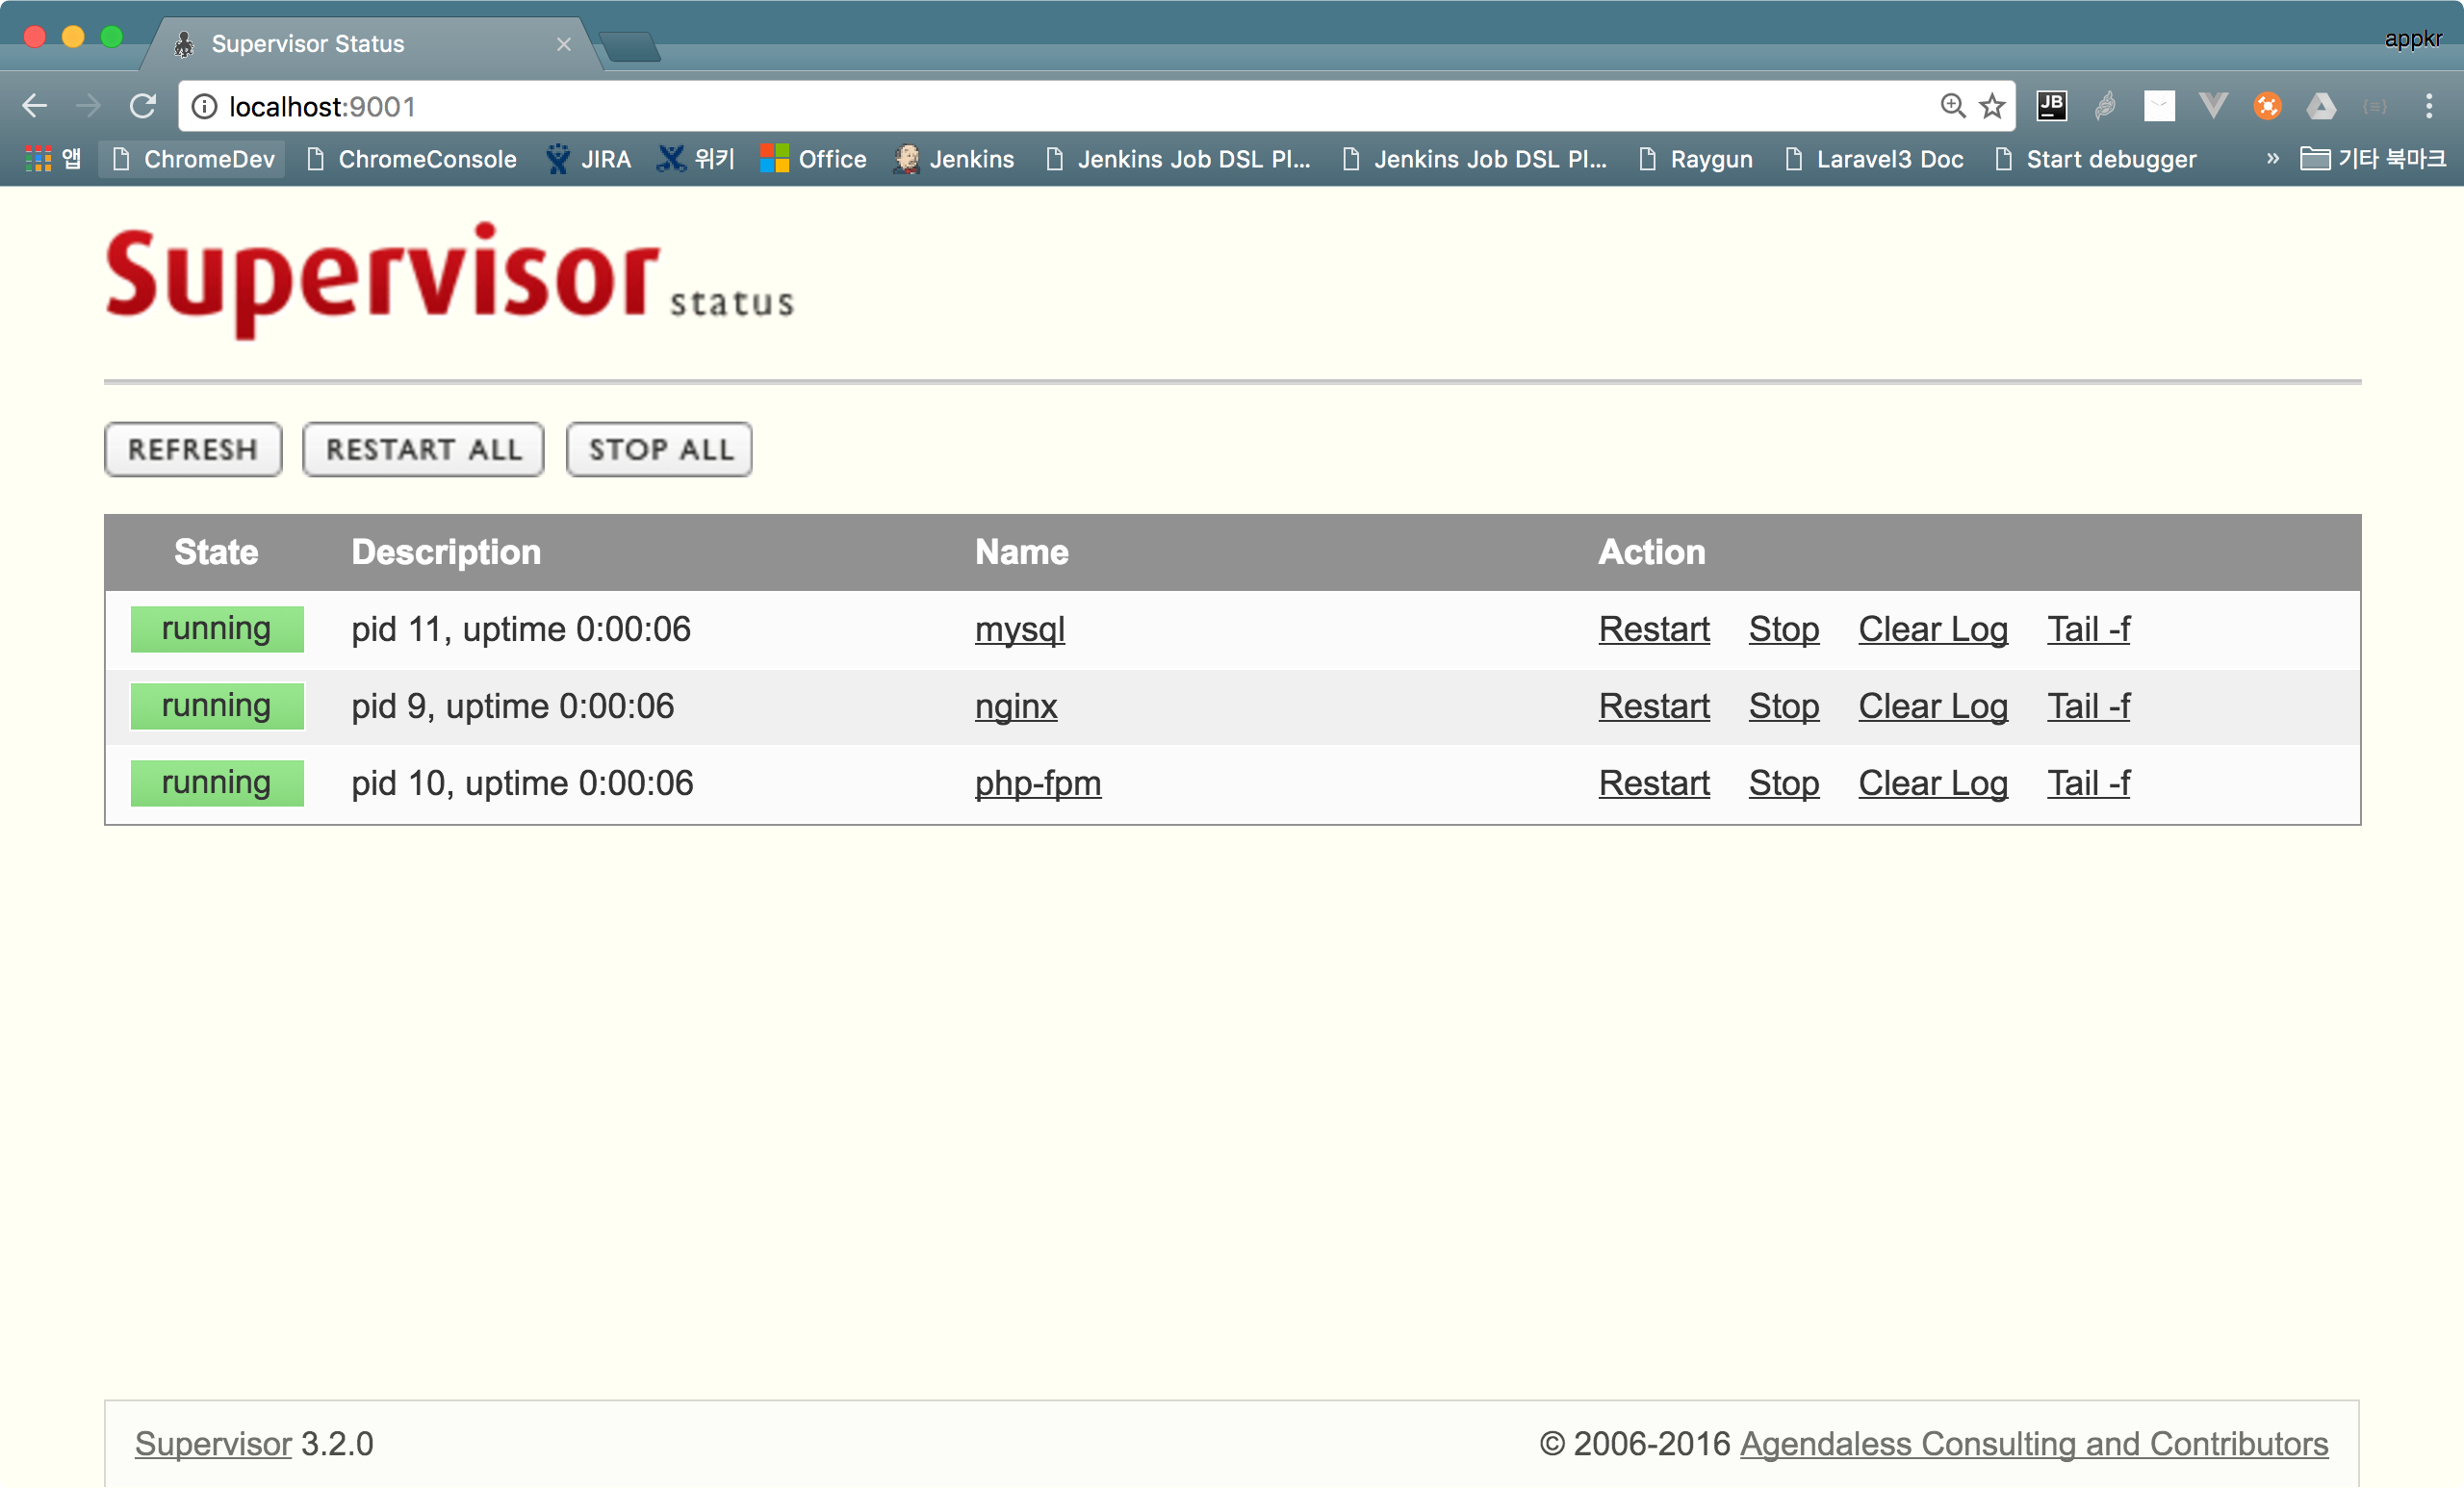 Supervisor Status
appkr
localhost:9001
JB
앱 ChromeDev ChromeConsole JIRA 위키 Office Jenkins Jenkins Job DSL Pl... Jenkins Job DSL Pl... Raygun Laravel3 Doc Start debugger » 기타 북마크
Supervisor status
REFRESH RESTART ALL STOP ALL
State Description Name Action
running pid 11, uptime 0:00:06 mysql Restart Stop Clear Log Tail -f
running pid 9, uptime 0:00:06 nginx Restart Stop Clear Log Tail -f
running pid 10, uptime 0:00:06 php-fpm Restart Stop Clear Log Tail -f
Supervisor 3.2.0 © 2006-2016 Agendaless Consulting and Contributors